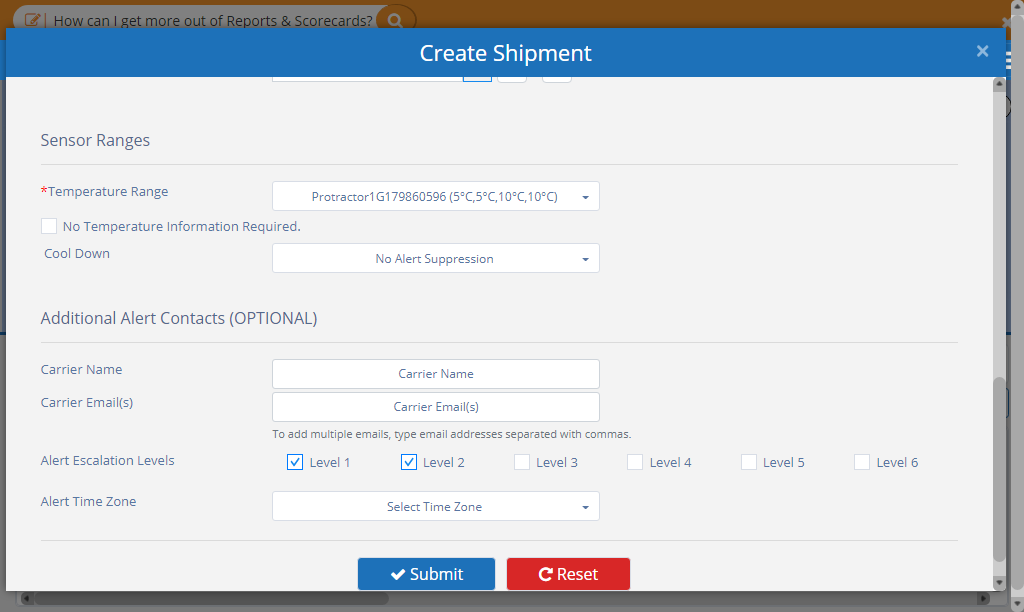 How can I get more out of Reports & Scorecards?
Create Shipment
×
Sensor Ranges
*Temperature Range
Protractor1G179860596 (5°C,5°C,10°C,10°C)
No Temperature Information Required.
Cool Down
No Alert Suppression
Additional Alert Contacts (OPTIONAL)
Carrier Name
Carrier Name
Carrier Email(s)
Carrier Email(s)
To add multiple emails, type email addresses separated with commas.
Alert Escalation Levels
Level 1 Level 2 Level 3 Level 4 Level 5 Level 6
Alert Time Zone
Select Time Zone
Submit Reset